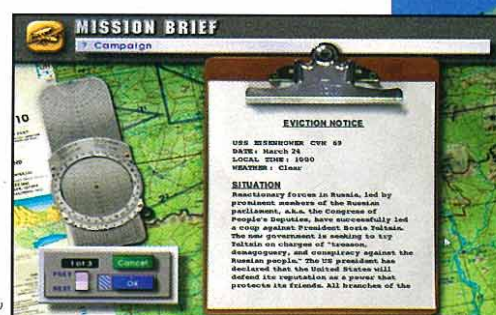 MISSION BRIEF
? Campaign
EVICTION NOTICE
USS EISENHOWER CVN 69
DATE: March 24
LOCAL TIME: 1000
WEATHER: Clear
SITUATION
Reactionary forces in Russia, led by
prominent members of the Russian
parliament, a.k.a. the Congress of
People's Deputies, have successfully led
a coup against President Boris Yaltsin.
The new government is seeking to try
Yaltsin on charges of "treason,
demagoguery, and conspiracy against the
Russian people." The US president has
declared that the United States will
defend its reputation as a power that
protects its friends. All branches of the
10
1 of 3 Cancel
PREV
NEXT OK